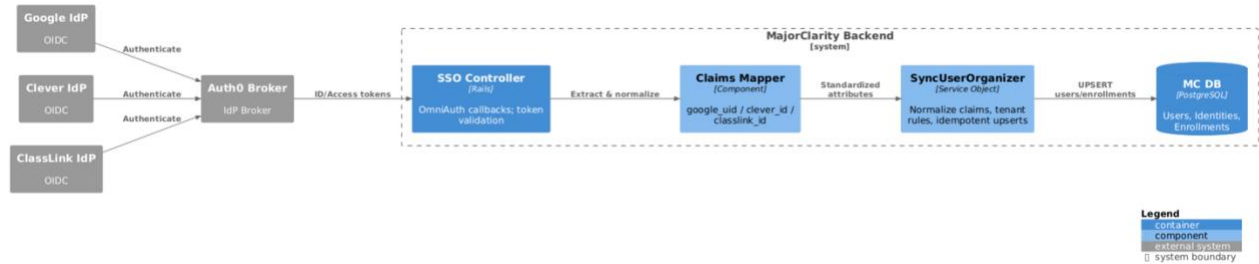 Google IdP
OIDC
Authenticate
Clever IdP
OIDC
Authenticate
Authenticate
ClassLink IdP
OIDC
Auth0 Broker
IdP Broker
ID/Access tokens
MajorClarity Backend
[system]
SSO Controller
[Rails]
OmniAuth callbacks; token
validation
Extract & normalize
Claims Mapper
[Component]
google_uid / clever_id /
classlink_id
Standardized
attributes
SyncUserOrganizer
[Service Object]
Normalize claims, tenant
rules, idempotent upserts
UPSERT
users/enrollments
MC DB
[PostgreSQL]
Users, Identities,
Enrollments
Legend
container
component
external system
system boundary